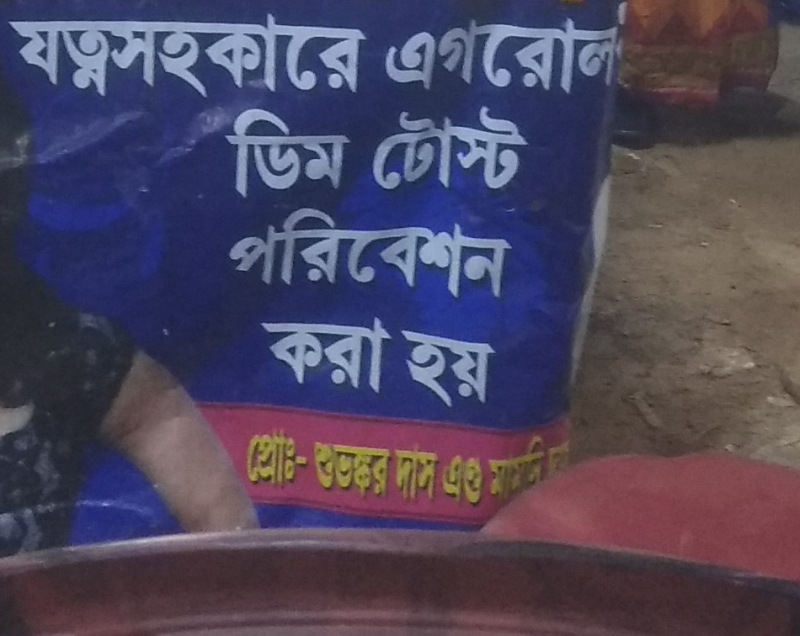 যত্নসহকারে এগরোল
ডিম টোস্ট
পরিবেশন
করা হয়
প্রোঃ- শুভঙ্কর দাস এণ্ড